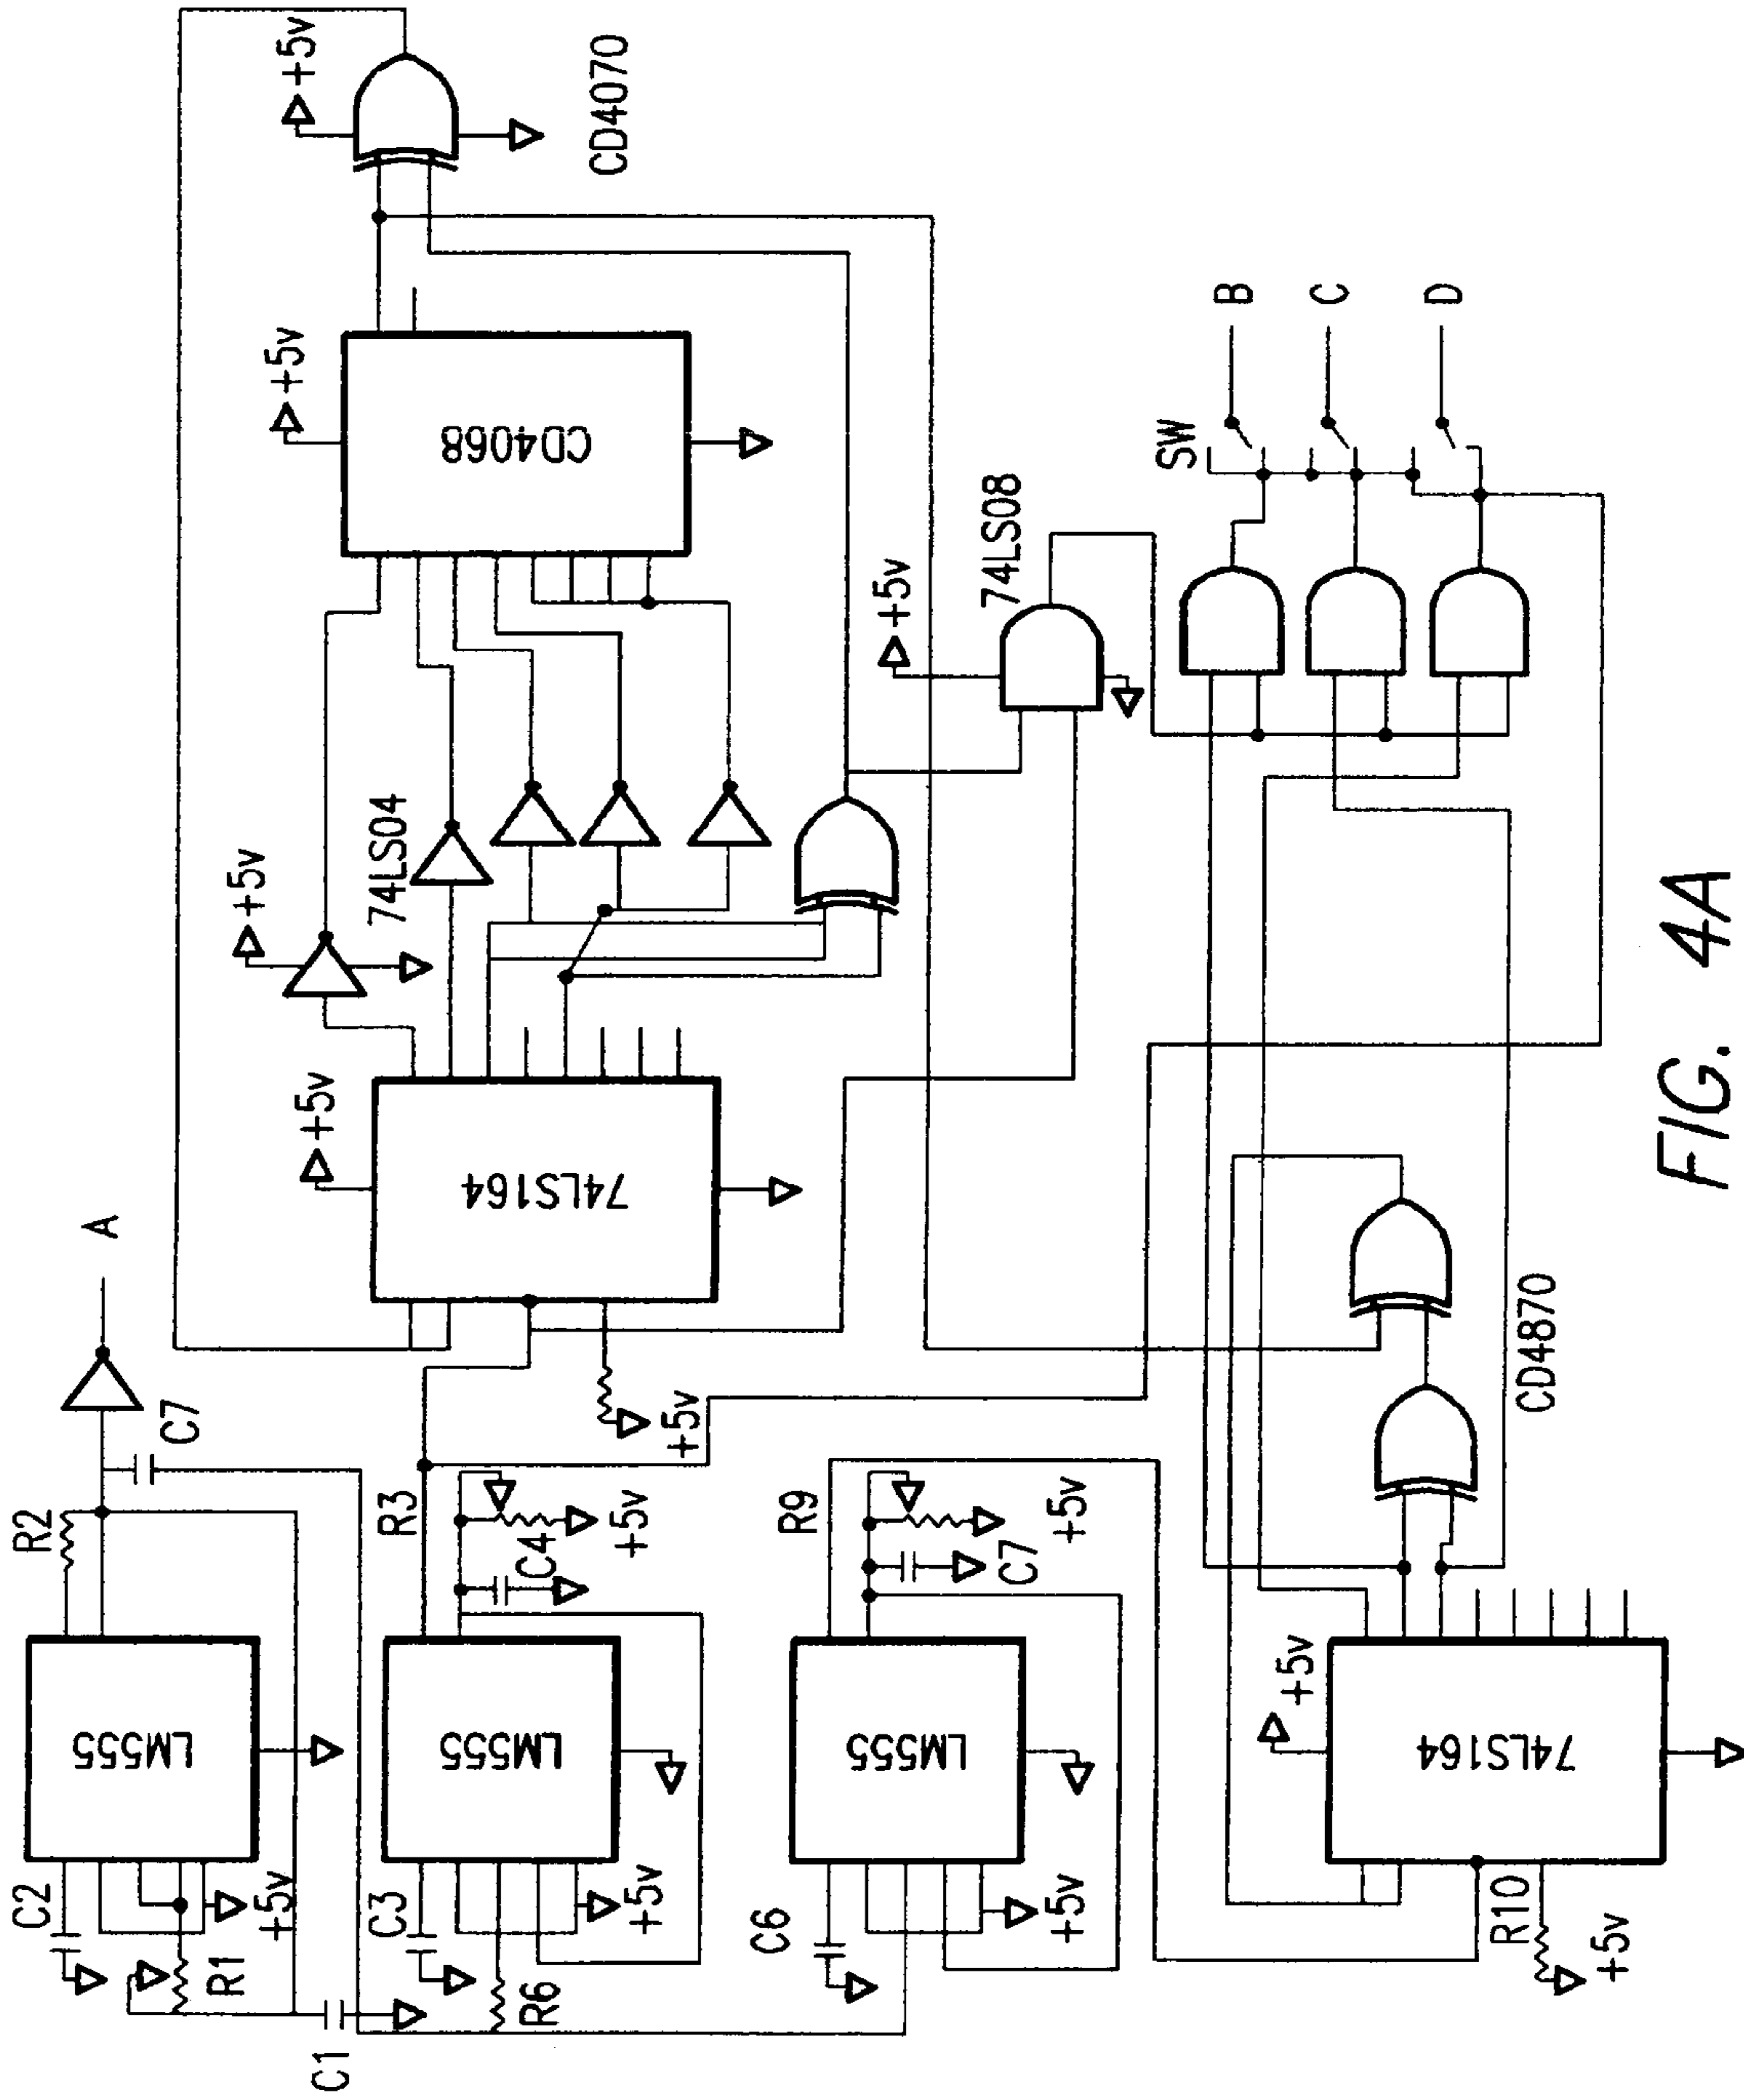 A
R2
C7
C2
LM555
+5v
R1
C1
R3
C3
LM555
C4
+5v
+5v
R6
R9
C6
LM555
C7
+5v
+5v
+5v
74LS164
+5v
+5v
74LS04
+5v
CD4068
+5v
CD4070
+5v
74LS08
SW
B
C
D
+5v
74LS164
R10
+5v
CD4870
FIG. 4A